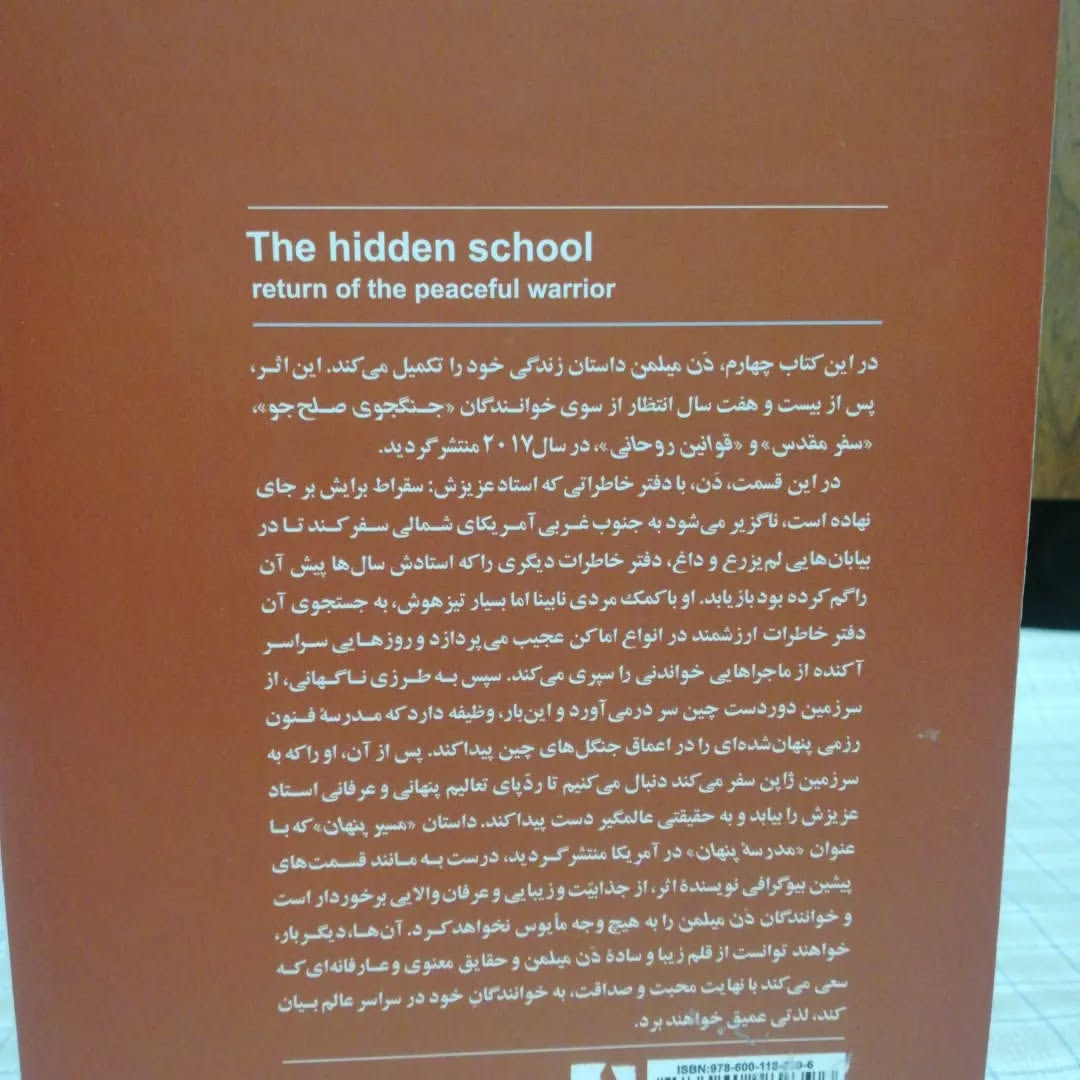 The hidden school
return of the peaceful warrior
در این کتاب چهارم، دَن میلمن داستان زندگی خود را تکمیل می‌کند. این اثر،
پس از بیست و هفت سال انتظار از سوی خوانندگان «جنگجوی صلح‌جو»،
«سفر مقدس» و «قوانین روحانی»، در سال ۲۰۱۷ منتشر گردید.
در این قسمت، دَن، با دفتر خاطراتی که استاد عزیزش: سقراط برایش بر جای
نهاده است، ناگزیر می‌شود به جنوب غربی آمریکای شمالی سفر کند تا در
بیابان‌هایی لم‌یزرع و داغ، دفتر خاطرات دیگری را که استادش سال‌ها پیش آن
را گم کرده بود بازیابد. او با کمک مردی نابینا اما بسیار تیزهوش، به جستجوی آن
دفتر خاطرات ارزشمند در انواع اماکن عجیب می‌پردازد و روزهایی سراسر
آکنده از ماجراهایی خواندنی را سپری می‌کند. سپس به طرزی ناگهانی، از
سرزمین دوردست چین سر درمی‌آورد و این‌بار، وظیفه دارد که مدرسهٔ فنون
رزمی پنهان‌شده‌ای را در اعماق جنگل‌های چین پیدا کند. پس از آن، او را که به
سرزمین ژاپن سفر می‌کند دنبال می‌کنیم تا ردّپای تعالیم پنهانی و عرفانی استاد
عزیزش را بیابد و به حقیقتی عالمگیر دست پیدا کند. داستان «مسیر پنهان» که با
عنوان «مدرسهٔ پنهان» در آمریکا منتشر گردید، درست به مانند قسمت‌های
پیشین بیوگرافی نویسندهٔ اثر، از جذابیّت و زیبایی و عرفان والایی برخوردار است
و خوانندگان دَن میلمن را به هیچ وجه مأیوس نخواهد کرد. آن‌ها، دیگر بار،
خواهند توانست از قلم زیبا و سادهٔ دَن میلمن و حقایق معنوی و عارفانه‌ای که
سعی می‌کند با نهایت محبت و صداقت، به خوانندگانِ خود در سراسر عالم بیان
کند، لذتی عمیق خواهند برد.